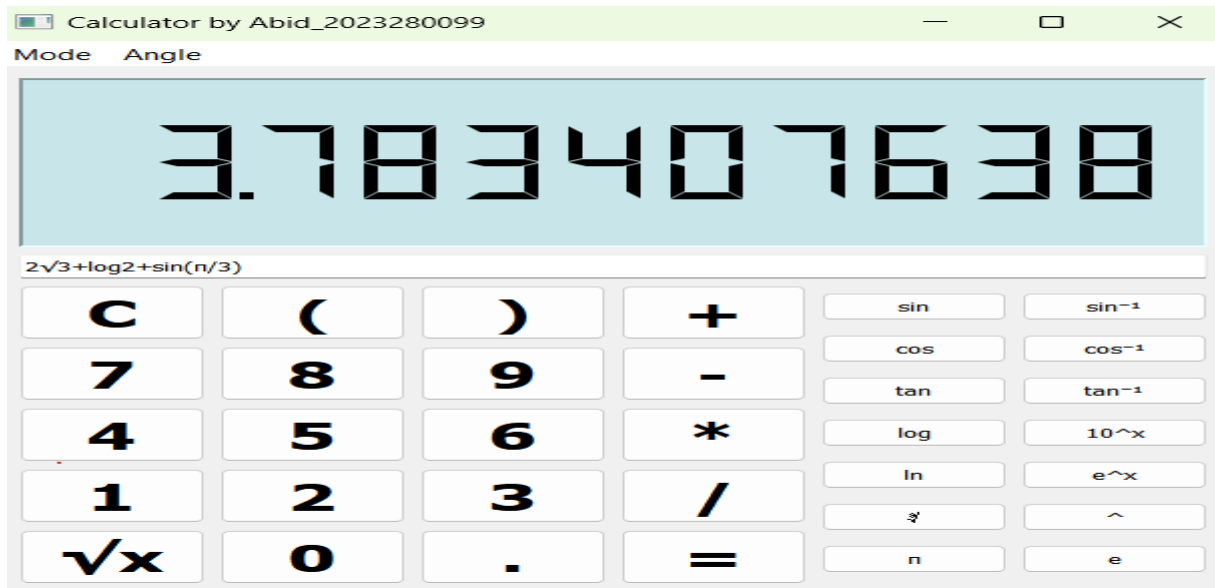 Calculator by Abid_2023280099
Mode Angle
3.783407638
2√3+log2+sin(π/3)
C ( ) + sin sin⁻¹
7 8 9 - cos cos⁻¹
4 5 6 * tan tan⁻¹
1 2 3 / log 10^x
√x 0 . = ln e^x
^
π e